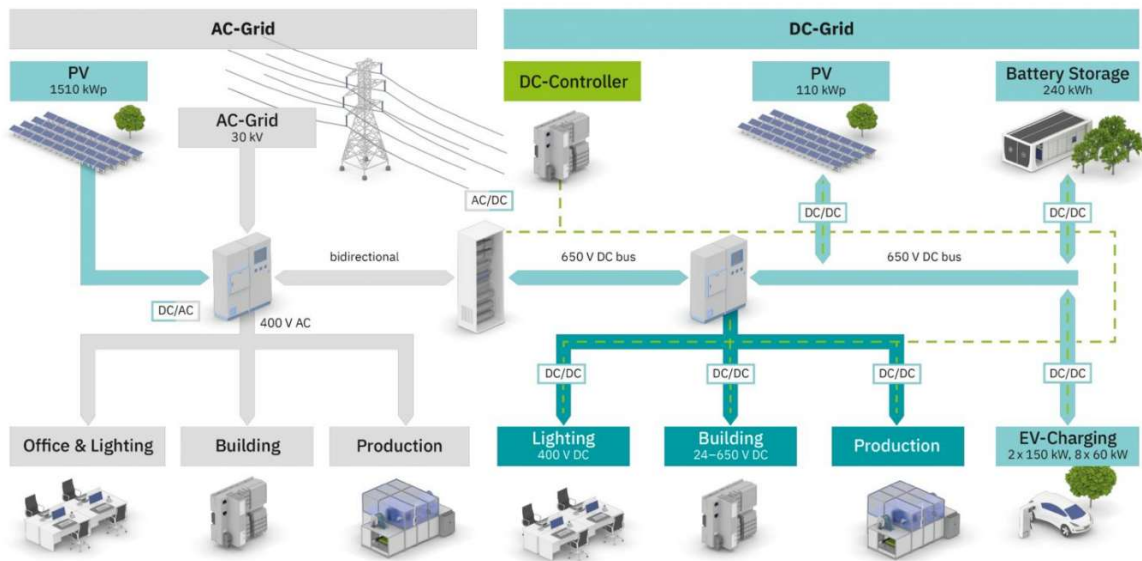 AC-Grid
DC-Grid
PV
1510 kWp
AC-Grid
30 kV
DC-Controller
PV
110 kWp
Battery Storage
240 kWh
AC/DC
DC/DC
DC/DC
bidirectional
650 V DC bus
650 V DC bus
DC/AC
400 V AC
DC/DC
DC/DC
DC/DC
DC/DC
Office & Lighting
Building
Production
Lighting
400 V DC
Building
24–650 V DC
Production
EV-Charging
2 x 150 kW, 8 x 60 kW